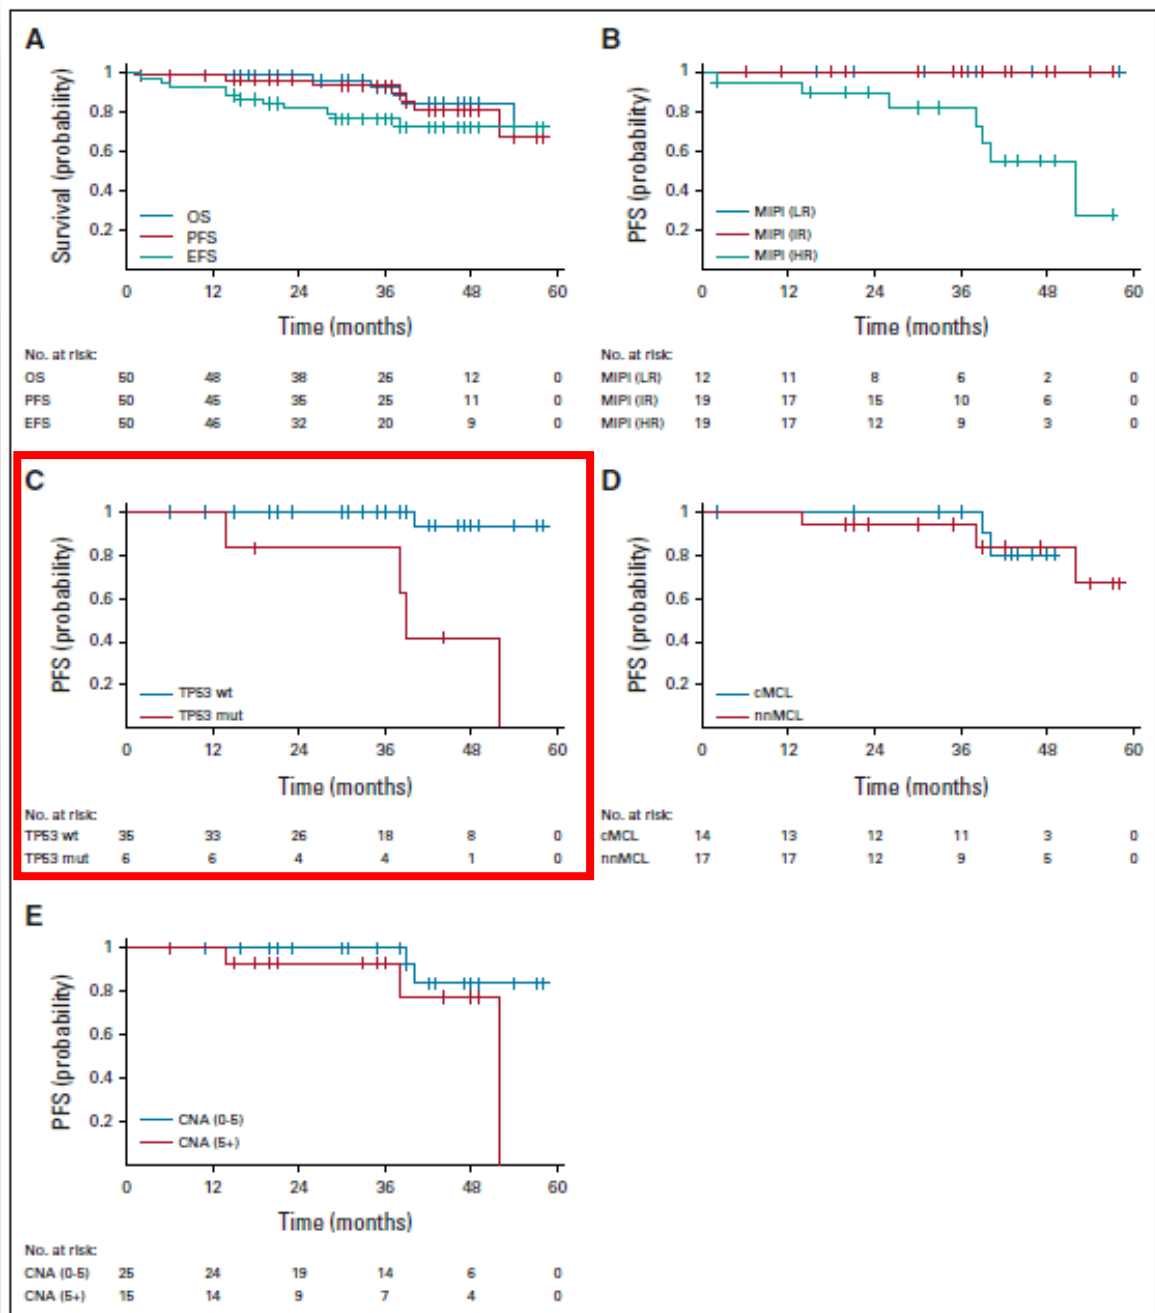 A
Survival (probability)
1
0.8
0.6
0.4
0.2
OS
PFS
EFS
0 12 24 36 48 60
Time (months)
No. at risk:
OS 50 48 38 26 12 0
PFS 50 45 35 25 11 0
EFS 50 46 32 20 9 0
B
PFS (probability)
1
0.8
0.6
0.4
0.2
MIPI (LR)
MIPI (IR)
MIPI (HR)
0 12 24 36 48 60
Time (months)
No. at risk:
MIPI (LR) 12 11 8 6 2 0
MIPI (IR) 19 17 15 10 6 0
MIPI (HR) 19 17 12 9 3 0
C
PFS (probability)
1
0.8
0.6
0.4
0.2
TP53 wt
TP53 mut
0 12 24 36 48 60
Time (months)
No. at risk:
TP53 wt 35 33 26 18 8 0
TP53 mut 6 6 4 4 1 0
D
PFS (probability)
1
0.8
0.6
0.4
0.2
cMCL
nnMCL
0 12 24 36 48 60
Time (months)
No. at risk:
cMCL 14 13 12 11 3 0
nnMCL 17 17 12 9 5 0
E
PFS (probability)
1
0.8
0.6
0.4
0.2
CNA (0-5)
CNA (5+)
0 12 24 36 48 60
Time (months)
No. at risk:
CNA (0-5) 25 24 19 14 6 0
CNA (5+) 15 14 9 7 4 0